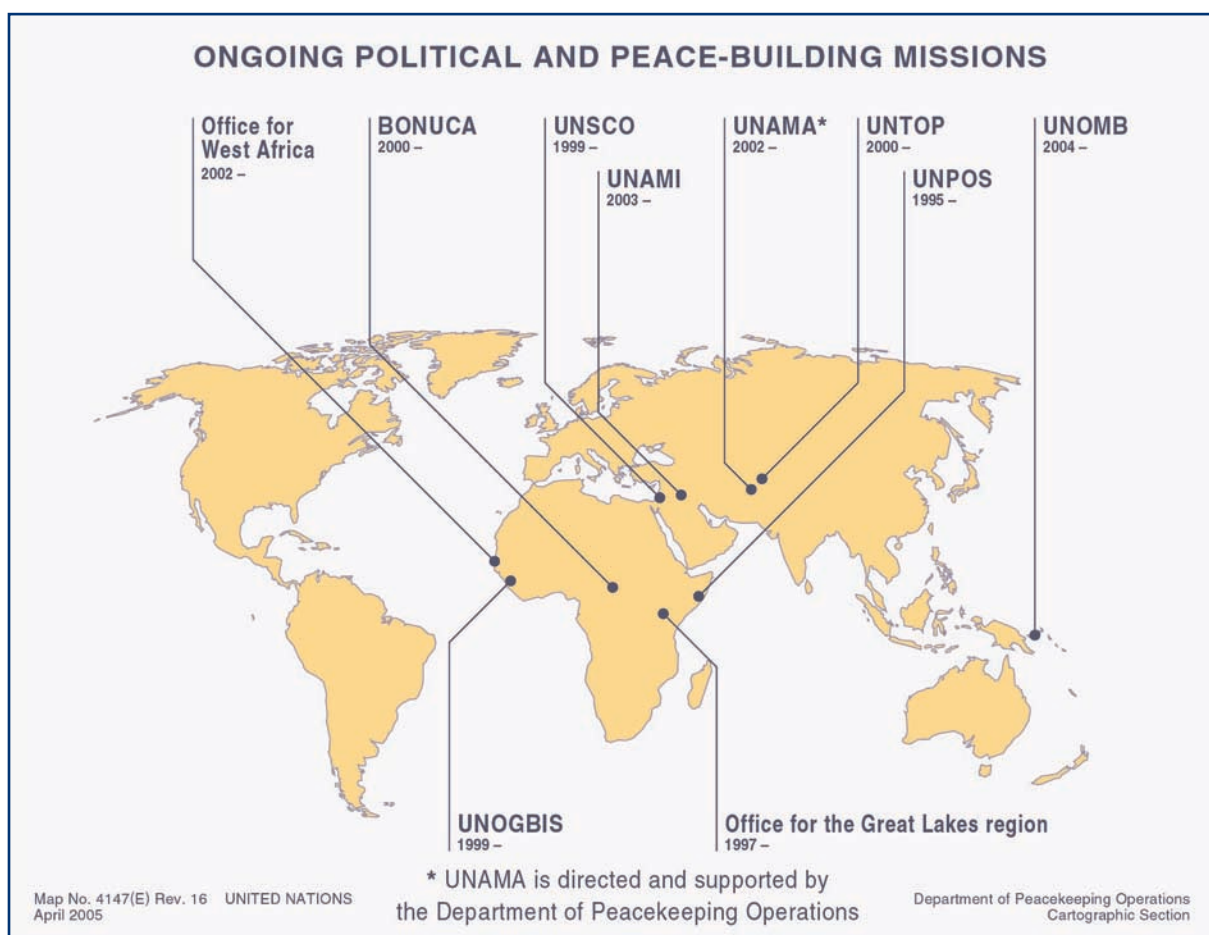 ONGOING POLITICAL AND PEACE-BUILDING MISSIONS
Office for
West Africa
2002 –
BONUCA
2000 –
UNSCO
1999 –
UNAMA*
2002 –
UNTOP
2000 –
UNOMB
2004 –
UNAMI
2003 –
UNPOS
1995 –
UNOGBIS
1999 –
Office for the Great Lakes region
1997 –
* UNAMA is directed and supported by
the Department of Peacekeeping Operations
Map No. 4147(E) Rev. 16 UNITED NATIONS
April 2005
Department of Peacekeeping Operations
Cartographic Section